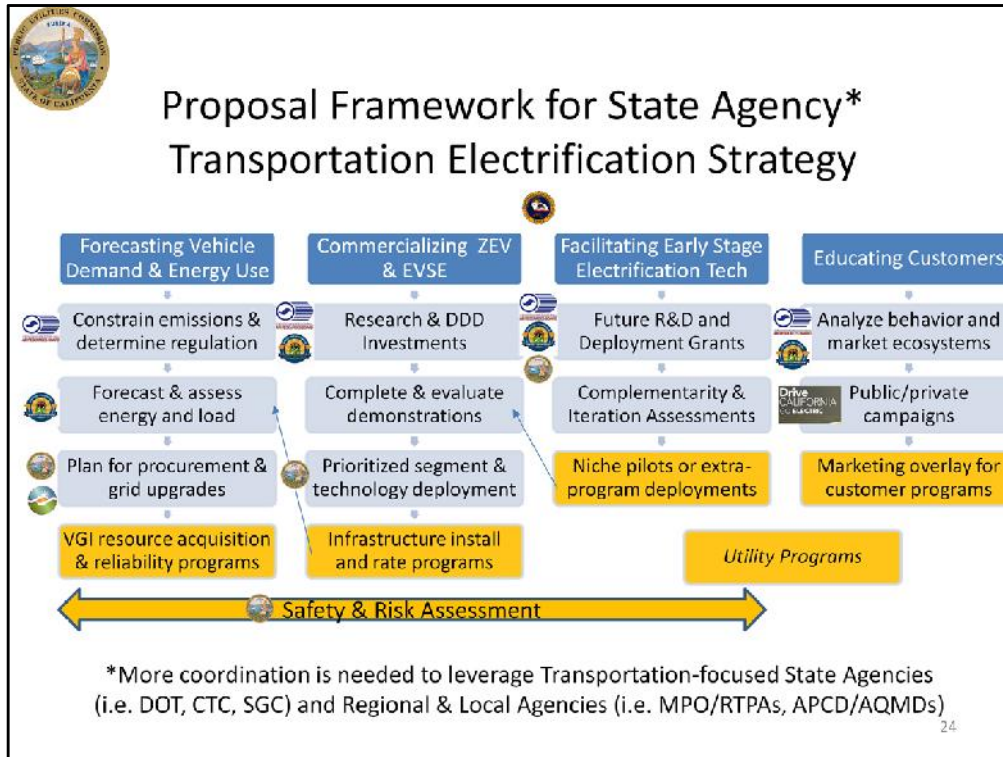 Proposal Framework for State Agency*
Transportation Electrification Strategy
Forecasting Vehicle
Demand & Energy Use
Constrain emissions &
determine regulation
Forecast & assess
energy and load
Plan for procurement &
grid upgrades
VGI resource acquisition
& reliability programs
Commercializing ZEV
& EVSE
Research & DDD
Investments
Complete & evaluate
demonstrations
Prioritized segment &
technology deployment
Infrastructure install
and rate programs
Facilitating Early Stage
Electrification Tech
Future R&D and
Deployment Grants
Complementarity &
Iteration Assessments
Niche pilots or extra-
program deployments
Educating Customers
Analyze behavior and
market ecosystems
Drive
CALIFORNIA
Public/private
campaigns
Marketing overlay for
customer programs
Utility Programs
Safety & Risk Assessment
*More coordination is needed to leverage Transportation-focused State Agencies
(i.e. DOT, CTC, SGC) and Regional & Local Agencies (i.e. MPO/RTPAs, APCD/AQMDs)
24